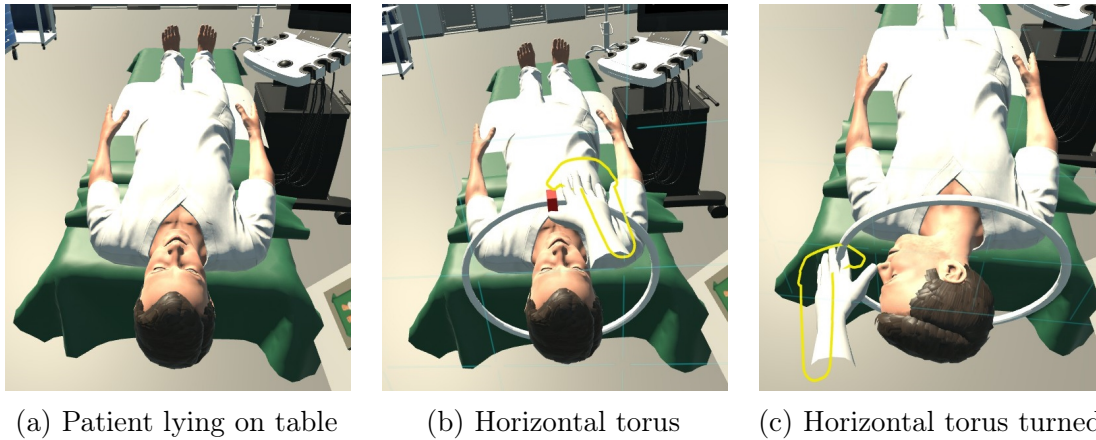 (a) Patient lying on table
(b) Horizontal torus
(c) Horizontal torus turned